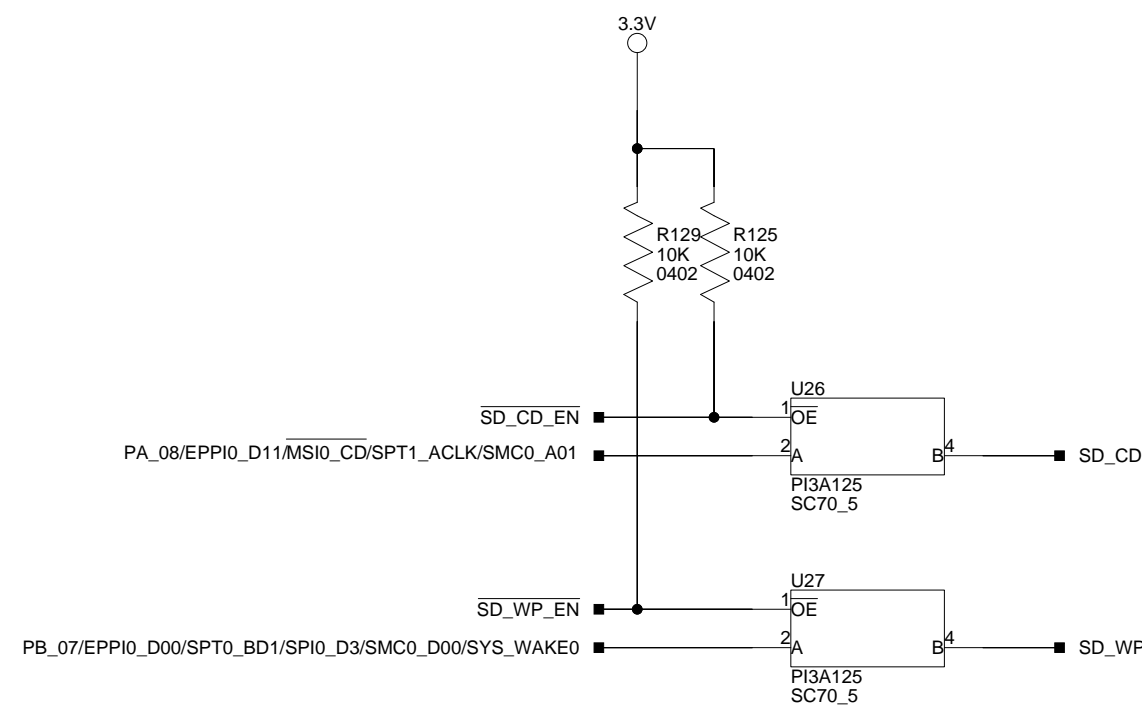 3.3V
R129
10K
0402
R125
10K
0402
U26
SD_CD_EN
1
OE
PA_08/EPPI0_D11/MSI0_CD/SPT1_ACLK/SMC0_A01
2
A
B
4
SD_CD
PI3A125
SC70_5
U27
SD_WP_EN
1
OE
PB_07/EPPI0_D00/SPT0_BD1/SPI0_D3/SMC0_D00/SYS_WAKE0
2
A
B
4
SD_WP
PI3A125
SC70_5